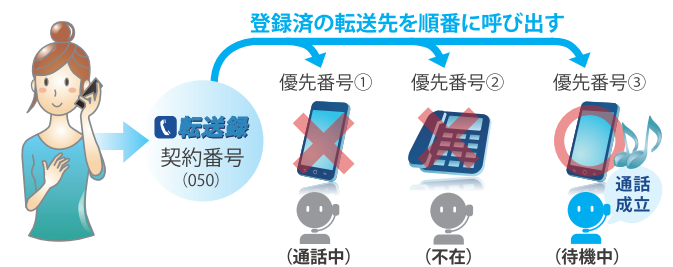 登録済の転送先を順番に呼び出す
優先番号①
優先番号②
優先番号③
転送録
契約番号
(050)
通話
成立
(通話中)
(不在)
(待機中)